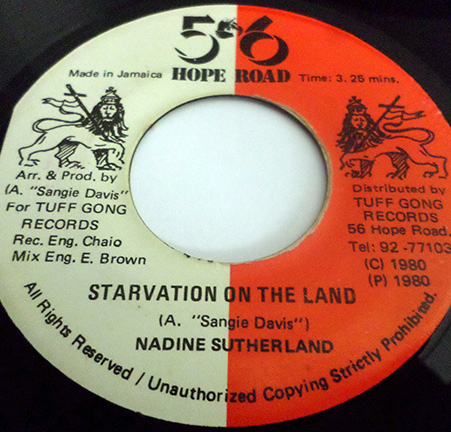 56
HOPE ROAD
Made in Jamaica
Time: 3. 25 mins.
Arr. & Prod. by
(A. "Sangie Davis"
For TUFF GONG
RECORDS
Rec. Eng. Chaio
Mix Eng. E. Brown
Distributed by
TUFF GONG
RECORDS
56 Hope Road.
Tel: 92 -77103
(C) 1980
(P) 1980
STARVATION ON THE LAND
(A. "Sangie Davis")
NADINE SUTHERLAND
All Rights Reserved / Unauthorized Copying Strictly Prohibited.